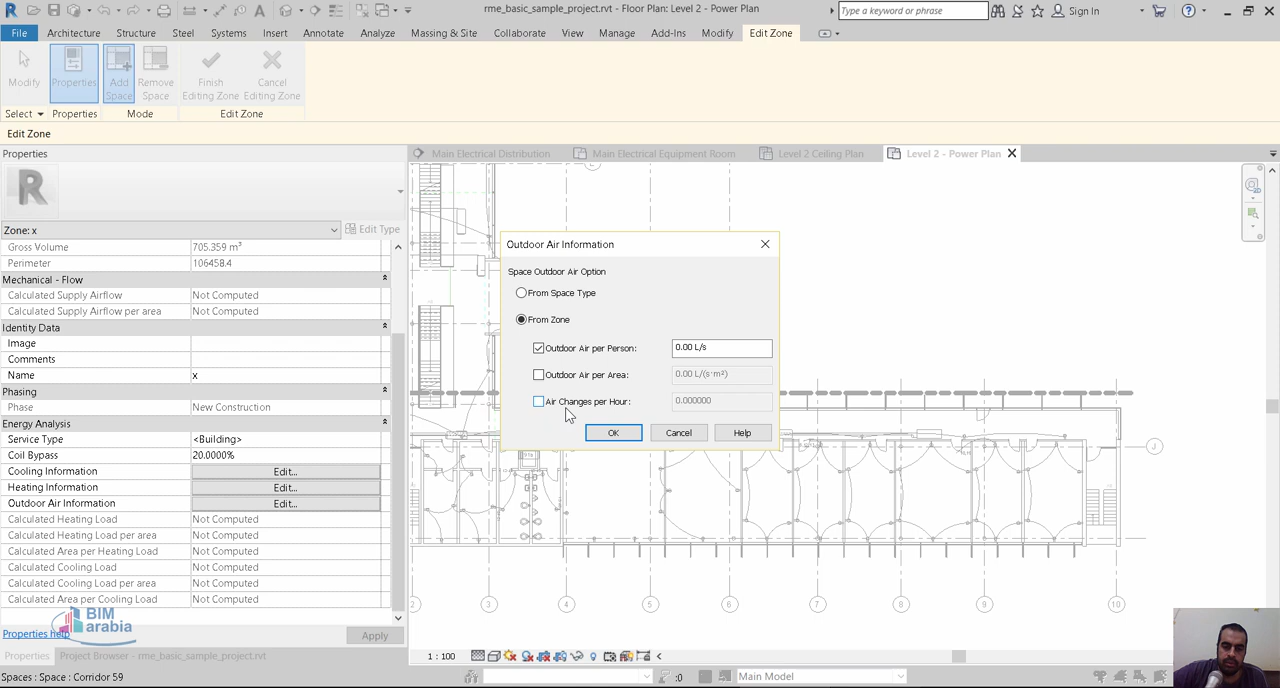 rme_basic_sample_project.rvt - Floor Plan: Level 2 - Power Plan
Type a keyword or phrase
Sign In
File Architecture Structure Steel Systems Insert Annotate Analyze Massing & Site Collaborate View Manage Add-Ins Modify Edit Zone
Modify Properties Add Space Remove Space Finish Editing Zone Cancel Editing Zone
Select Properties Mode Edit Zone
Edit Zone
Properties
Main Electrical Distribution Main Electrical Equipment Room Level 2 Ceiling Plan Level 2 - Power Plan
R
Zone: x Edit Type
Gross Volume 705.359 m³
Perimeter 106458.4
Mechanical - Flow
Calculated Supply Airflow Not Computed
Calculated Supply Airflow per area Not Computed
Identity Data
Image
Comments
Name x
Phasing
Phase New Construction
Energy Analysis
Service Type <Building>
Coil Bypass 20.0000%
Cooling Information Edit...
Heating Information Edit...
Outdoor Air Information Edit...
Calculated Heating Load Not Computed
Calculated Heating Load per area Not Computed
Calculated Area per Heating Load Not Computed
Calculated Cooling Load Not Computed
Calculated Cooling Load per area Not Computed
Calculated Area per Cooling Load Not Computed
BIM
arabia
Properties help Apply
Properties Project Browser - rme_basic_sample_project.rvt
Spaces : Space : Corridor 59
Outdoor Air Information
Space Outdoor Air Option
From Space Type
From Zone
Outdoor Air per Person: 0.00 L/s
Outdoor Air per Area: 0.00 L/(s·m²)
Air Changes per Hour: 0.000000
OK Cancel Help
J
2 3 4 5 6 7 8 9 10
1 : 100
:0 Main Model